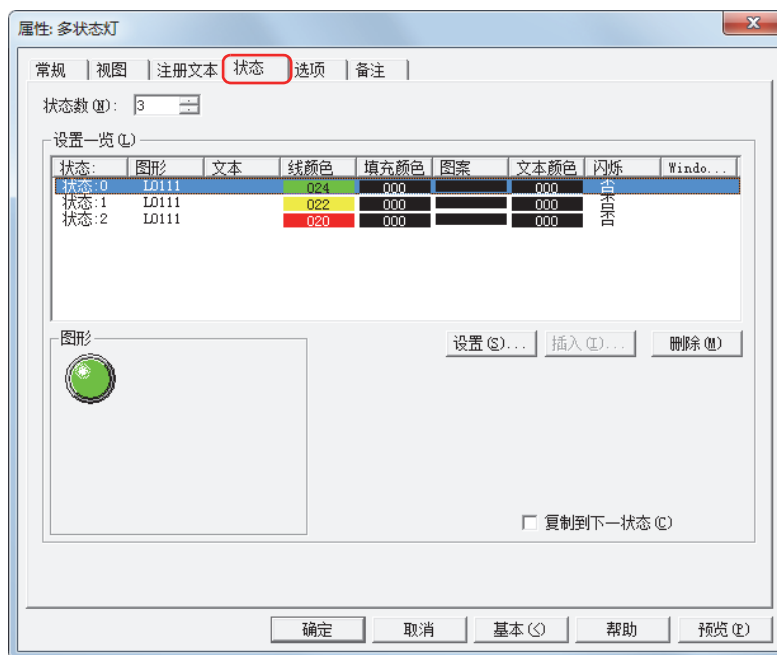 属性: 多状态灯
常规 视图 注册文本 状态 选项 备注
状态数(N): 3
设置一览(L)
状态: 图形 文本 线颜色 填充颜色 图案 文本颜色 闪烁 Windo...
状态:0 L0111 024 000 000 否
状态:1 L0111 022 000 000 否
状态:2 L0111 020 000 000 否
图形
设置(S)... 插入(I)... 删除(M)
复制到下一状态(C)
确定 取消 基本(<) 帮助 预览(P)